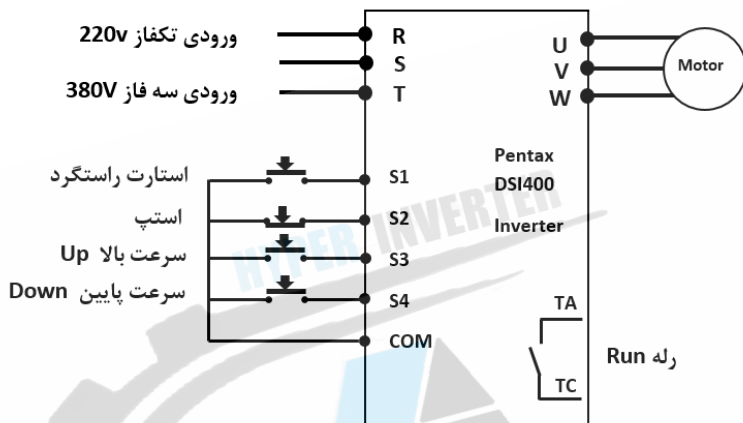 ورودی تکفاز 220v
ورودی سه فاز 380V
R
S
T
U
V
W
Motor
استارت راستگرد
استپ
سرعت بالا Up
سرعت پایین Down
S1
S2
S3
S4
COM
Pentax
DSI400
Inverter
HYPER INVERTER
TA
TC
رله Run